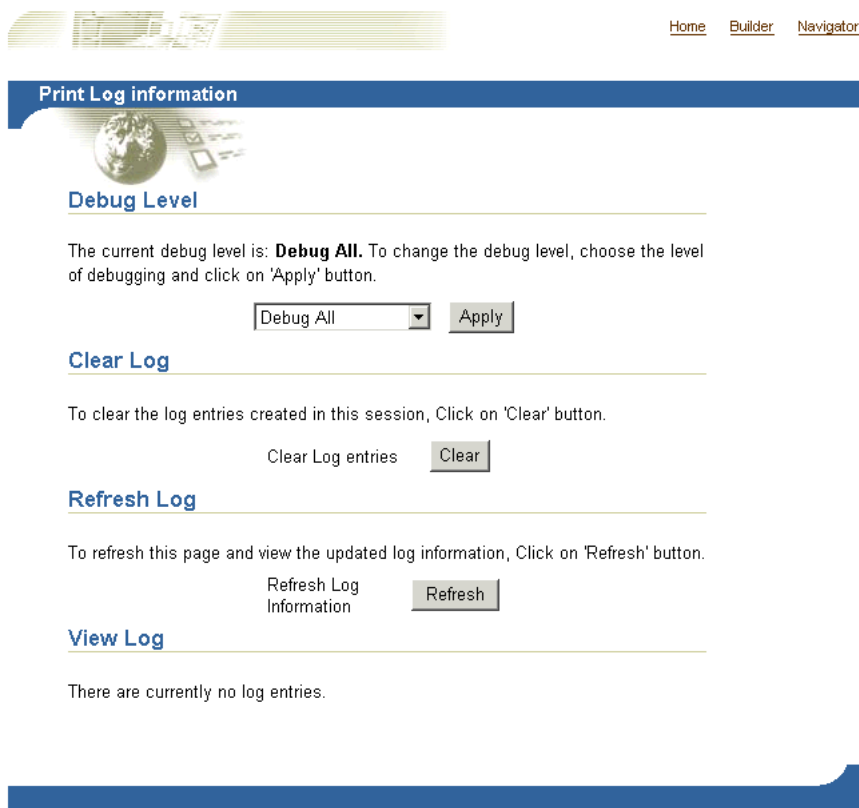 Home Builder Navigator
Print Log information
Debug Level
The current debug level is: Debug All. To change the debug level, choose the level
of debugging and click on 'Apply' button.
Debug All Apply
Clear Log
To clear the log entries created in this session, Click on 'Clear' button.
Clear Log entries Clear
Refresh Log
To refresh this page and view the updated log information, Click on 'Refresh' button.
Refresh Log
Information Refresh
View Log
There are currently no log entries.